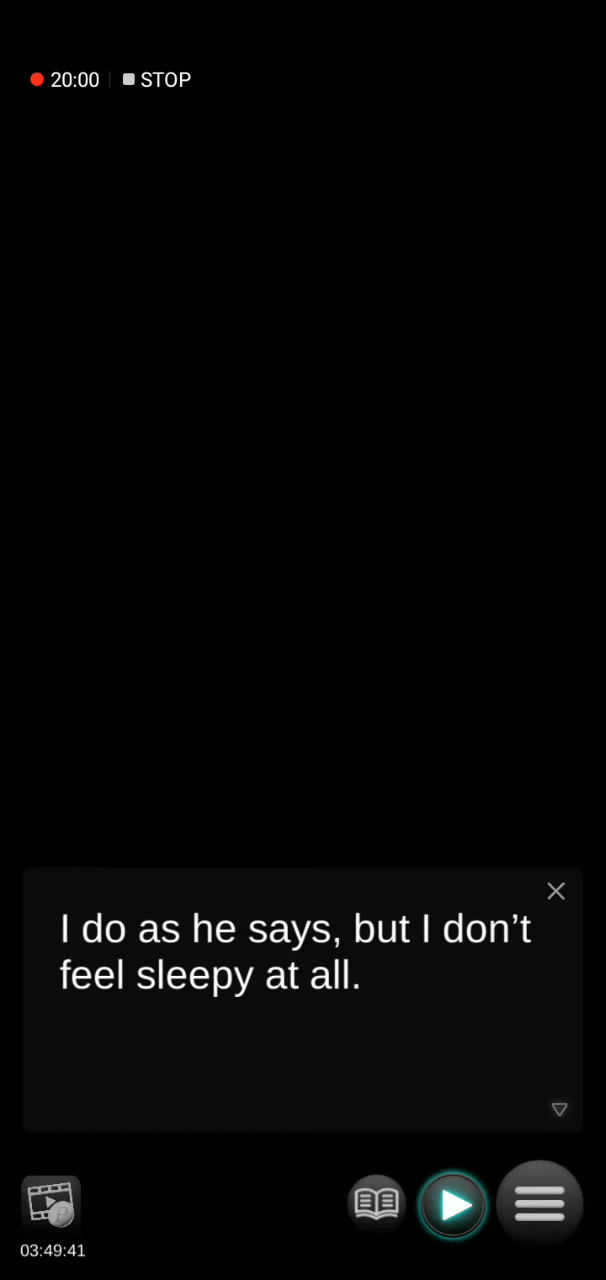 20:00 STOP
I do as he says, but I don’t
feel sleepy at all.
P
03:49:41